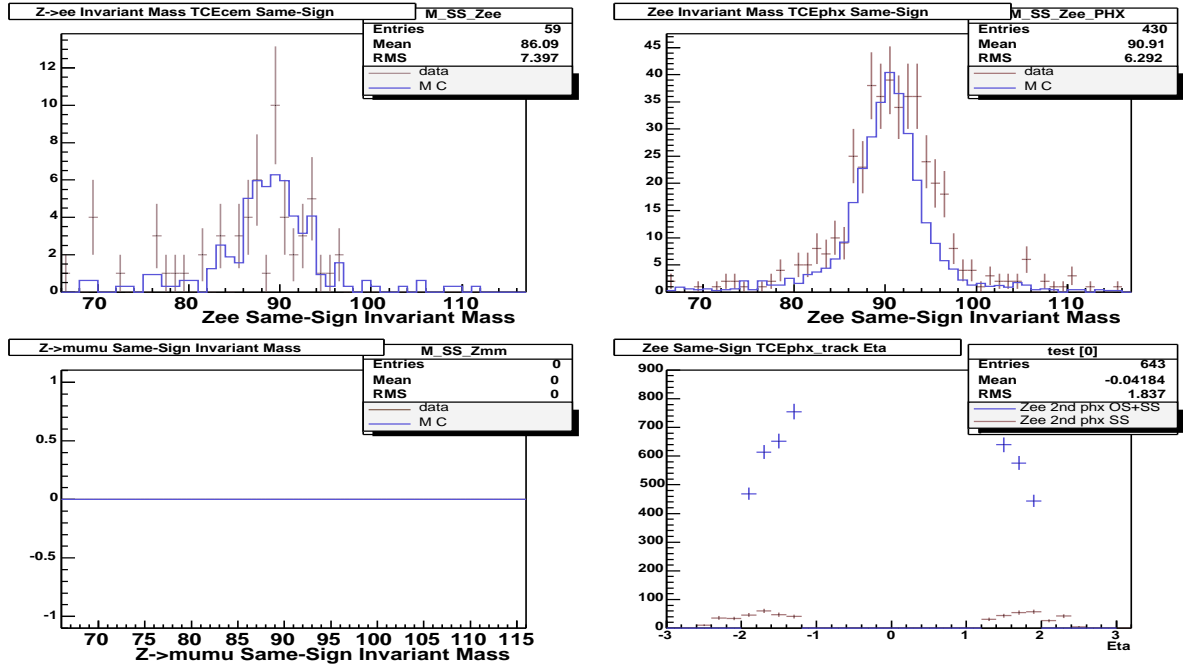 Z->ee Invariant Mass TCEcem Same-Sign
M_SS_Zee
Entries 59
Mean 86.09
RMS 7.397
data
M C
12
10
8
6
4
2
0
70 80 90 100 110
Zee Same-Sign Invariant Mass
Zee Invariant Mass TCEphx Same-Sign
M_SS_Zee_PHX
Entries 430
Mean 90.91
RMS 6.292
data
M C
45
40
35
30
25
20
15
10
5
0
70 80 90 100 110
Zee Same-Sign Invariant Mass
Z->mumu Same-Sign Invariant Mass
M_SS_Zmm
Entries 0
Mean 0
RMS 0
data
M C
1
0.5
0
-0.5
-1
70 75 80 85 90 95 100 105 110 115
Z->mumu Same-Sign Invariant Mass
Zee Same-Sign TCEphx_track Eta
test [0]
Entries 643
Mean -0.04184
RMS 1.837
Zee 2nd phx OS+SS
Zee 2nd phx SS
900
800
700
600
500
400
300
200
100
0
-3 -2 -1 0 1 2 3
Eta